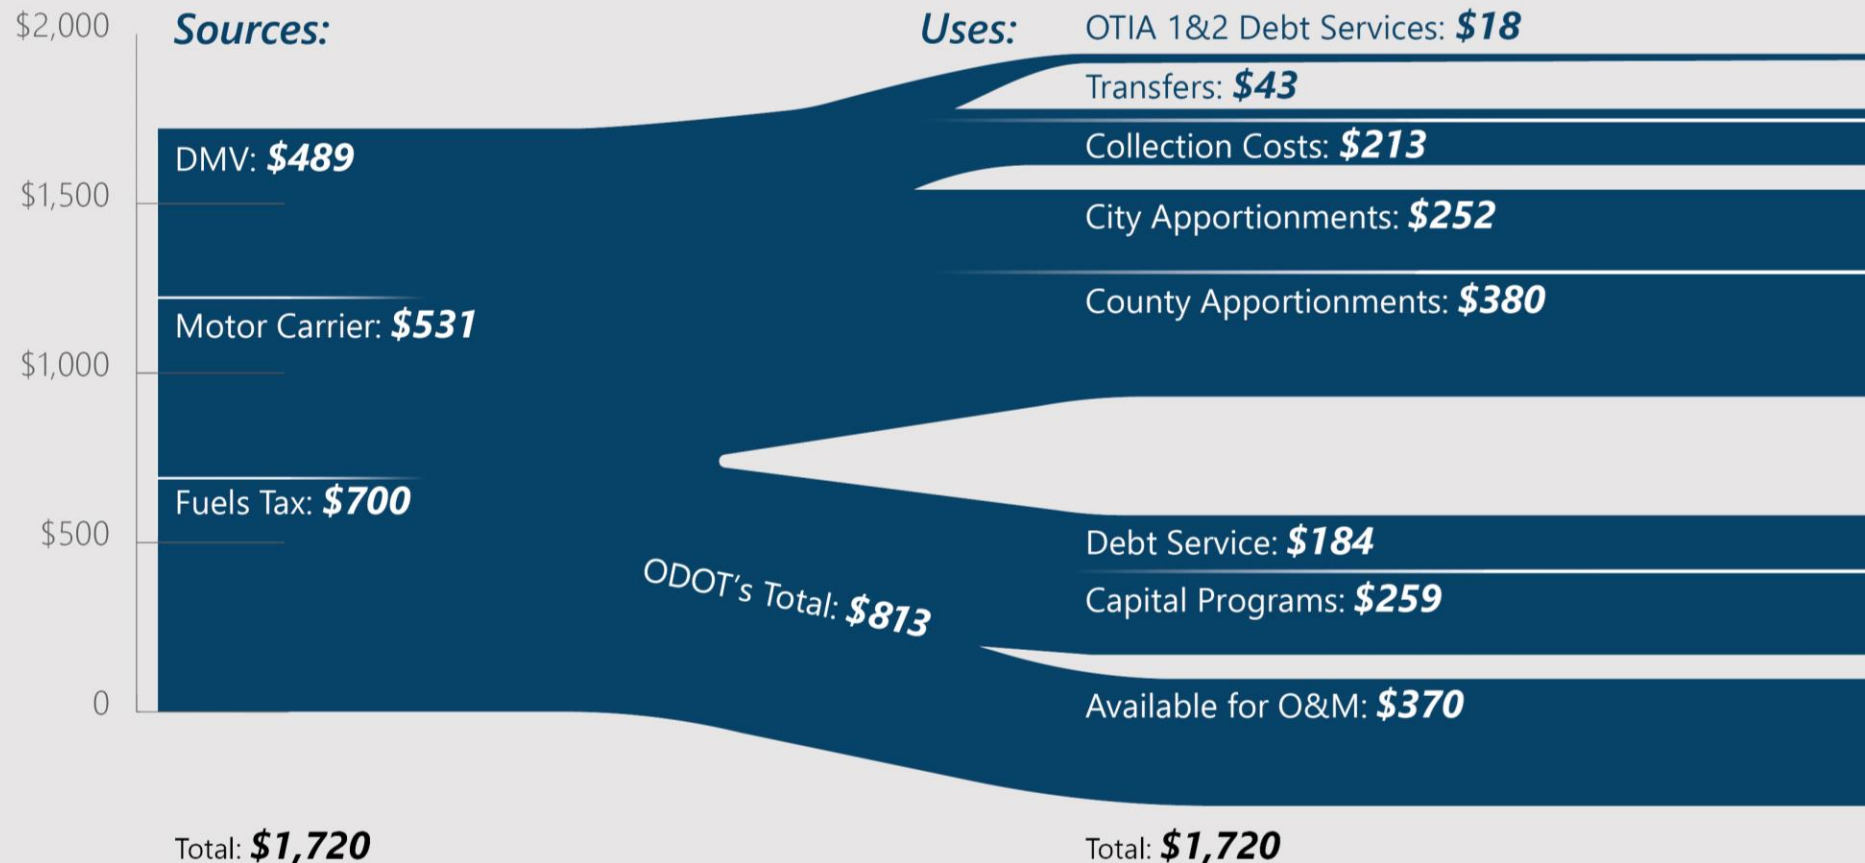 $2,000
$1,500
$1,000
$500
0
Sources:
DMV: $489
Motor Carrier: $531
Fuels Tax: $700
Total: $1,720
ODOT's Total: $813
Uses:
OTIA 1&2 Debt Services: $18
Transfers: $43
Collection Costs: $213
City Apportionments: $252
County Apportionments: $380
Debt Service: $184
Capital Programs: $259
Available for O&M: $370
Total: $1,720